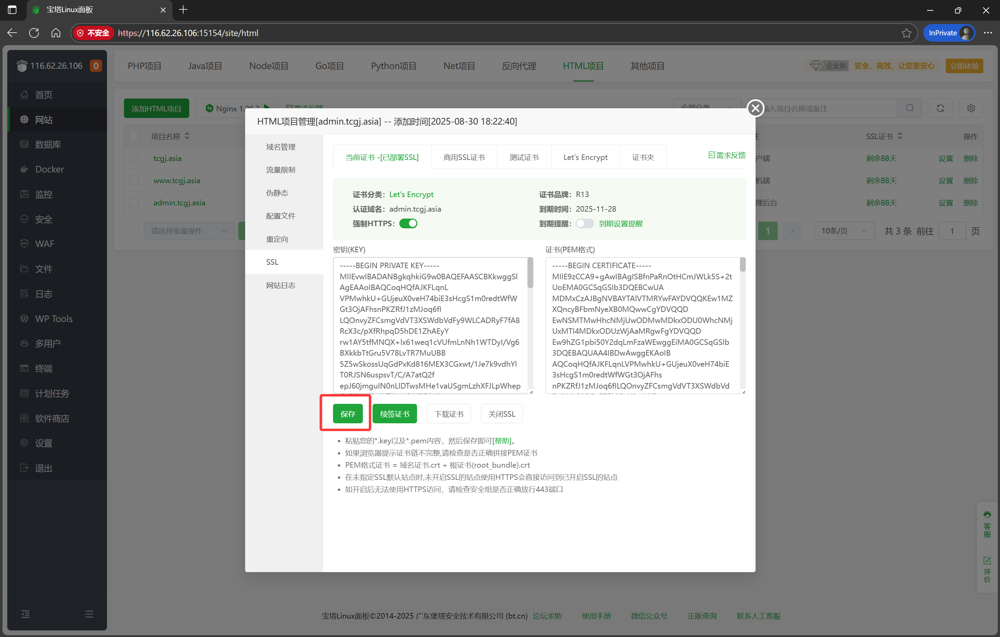 宝塔Linux面板
不安全 https://116.62.26.106:15154/site/html
InPrivate
116.62.26.106 0
首页
网站
数据库
Docker
监控
安全
WAF
文件
日志
WP Tools
多用户
终端
计划任务
软件商店
设置
退出
PHP项目 Java项目 Node项目 Go项目 Python项目 Net项目 反向代理 HTML项目 其他项目
企业版 安全、高效、让您更安心 立即体验
添加HTML项目 Nginx 1.26.3 需求反馈 全部分类 输入项目名称或备注
项目名称 SSL证书 操作
tcgj.asia 户端 剩余88天 设置 删除
www.tcgj.asia 机端 剩余88天 设置 删除
admin.tcgj.asia 理后台 剩余88天 设置 删除
请选择批量操作 1 10条/页 共 3 条 前往 1 页
HTML项目管理[admin.tcgj.asia] -- 添加时间[2025-08-30 18:22:40]
域名管理
流量限制
伪静态
配置文件
重定向
SSL
网站日志
当前证书 -[已部署SSL] 商用SSL证书 测试证书 Let's Encrypt 证书夹 需求反馈
证书分类： Let's Encrypt 证书品牌： R13
认证域名： admin.tcgj.asia 到期时间： 2025-11-28
强制HTTPS： 到期提醒： 到期设置提醒
密钥(KEY)
-----BEGIN PRIVATE KEY-----
MIIEvwIBADANBgkqhkiG9w0BAQEFAASCBKkwggSl
AgEAAoIBAQCoqHQfAJKFLqnL
VPMwhkU+GUjeuX0veH74biE3sHcgS1m0redtWfW
Gt3OjAFhsnPKZRfJ1zMJoq6fI
LQOnvyZFCsmgVdVT3XSWdbVdFy9WLCADRyF7fA8
RcX3c/pXfRhpqD5hDE1ZhAEyY
rw1AY5tfMNQX+lx61weq1cVUfmLnNh1WTDyI/Vg6
BXkkbTtGru5V78LvTR7MuUBB
5Z5wSkossUqGdPxKd816MEX3CGxwt/1Je7k9vdhYl
T0RJSN6uspsvT/C/A7atQ2f
epJ60jmguIN0nLlDTwsMHe1vaUSgmLzhXFJLpWhep
证书(PEM格式)
-----BEGIN CERTIFICATE-----
MIIE9zCCA9+gAwIBAgISBfnPaRnOtHCmJWLk5S+2t
UoEMA0GCSqGSIb3DQEBCwUA
MDMxCzAJBgNVBAYTAlVTMRYwFAYDVQQKEw1MZ
XQncyBFbmNyeXB0MQwwCgYDVQQD
EwNSMTMwHhcNMjUwODMwMDkxODU0WhcNMj
UxMTI4MDkxODUzWjAaMRgwFgYDVQQD
Ew9hZG1pbi50Y2dqLmFzaWEwggEiMA0GCSqGSIb
3DQEBAQUAA4IBDwAwggEKAoIB
AQCoqHQfAJKFLqnLVPMwhkU+GUjeuX0veH74biE
3sHcgS1m0redtWfWGt3OjAFhs
nPKZRfJ1zMJoq6fILQOnvyZFCsmgVdVT3XSWdbVd
保存 续签证书 下载证书 关闭SSL
粘贴您的*.key以及*.pem内容，然后保存即可[帮助]。
如果浏览器提示证书链不完整,请检查是否正确拼接PEM证书
PEM格式证书 = 域名证书.crt + 根证书(root_bundle).crt
在未指定SSL默认站点时,未开启SSL的站点使用HTTPS会直接访问到已开启SSL的站点
如开启后无法使用HTTPS访问，请检查安全组是否正确放行443端口
客服
评价
宝塔Linux面板©2014-2025 广东堡塔安全技术有限公司 (bt.cn) 论坛求助 使用手册 微信公众号 正版查询 联系人工客服